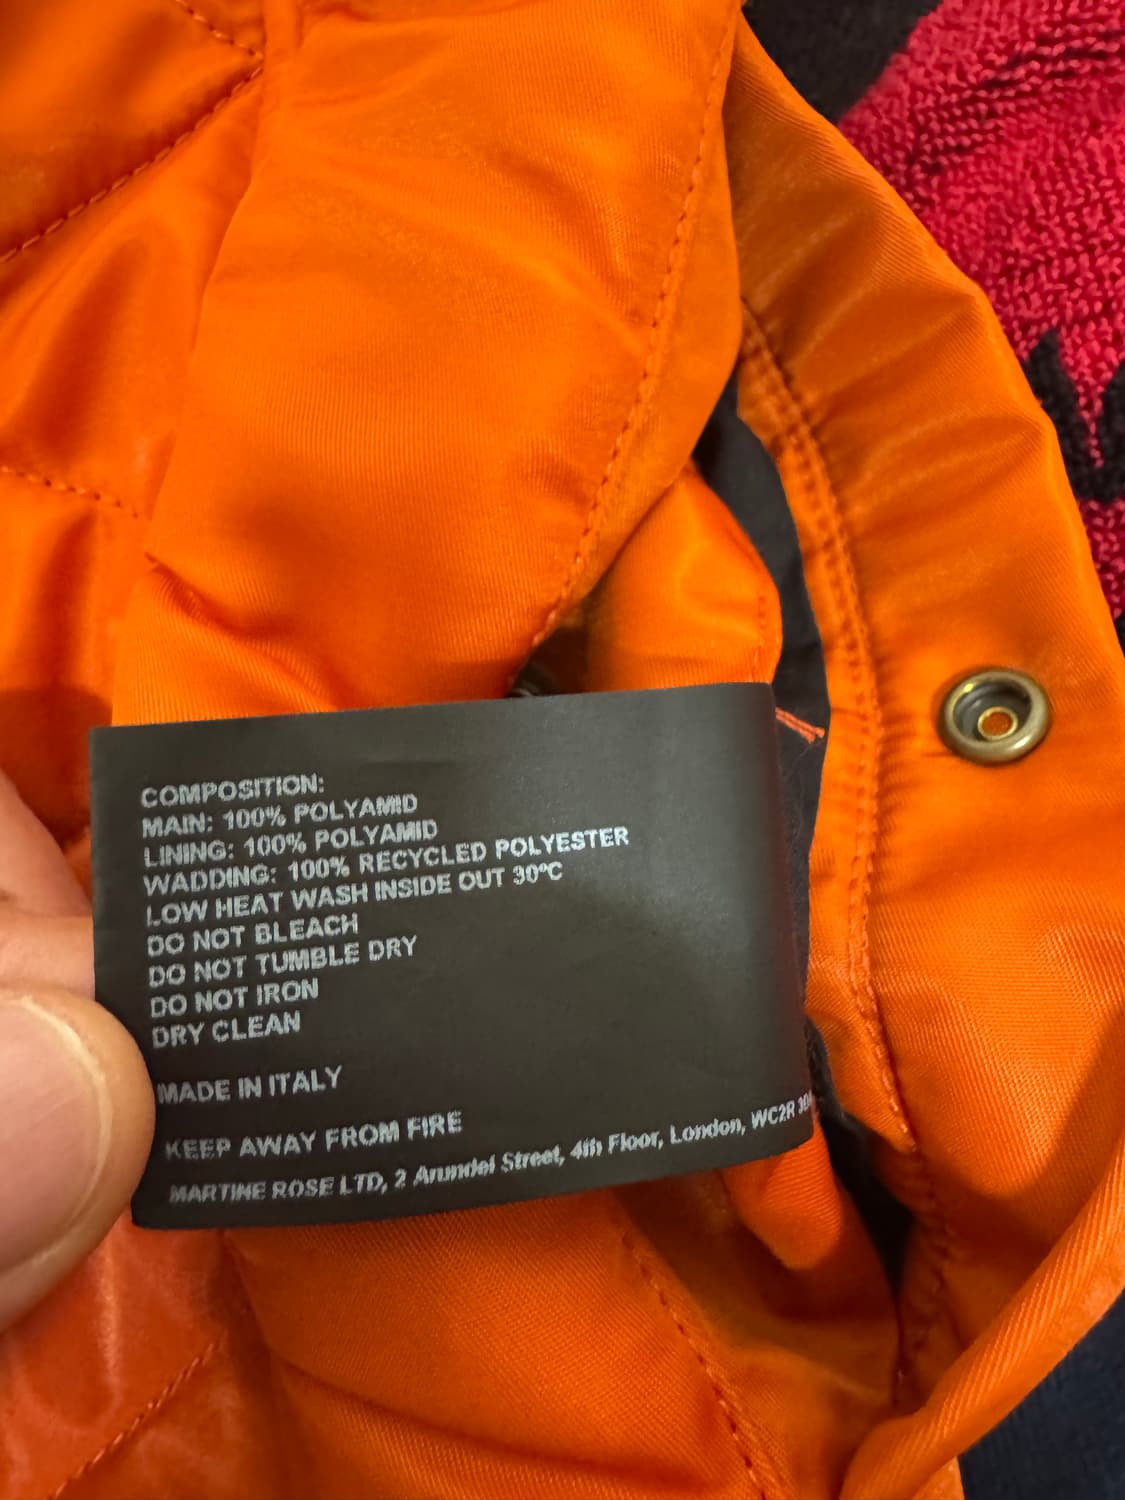 COMPOSITION:
MAIN: 100% POLYAMID
LINING: 100% POLYAMID
WADDING: 100% RECYCLED POLYESTER
LOW HEAT WASH INSIDE OUT 30ºC
DO NOT BLEACH
DO NOT TUMBLE DRY
DO NOT IRON
DRY CLEAN
MADE IN ITALY
KEEP AWAY FROM FIRE
MARTINE ROSE LTD, 2 Arundel Street, 4th Floor, London, WC2R